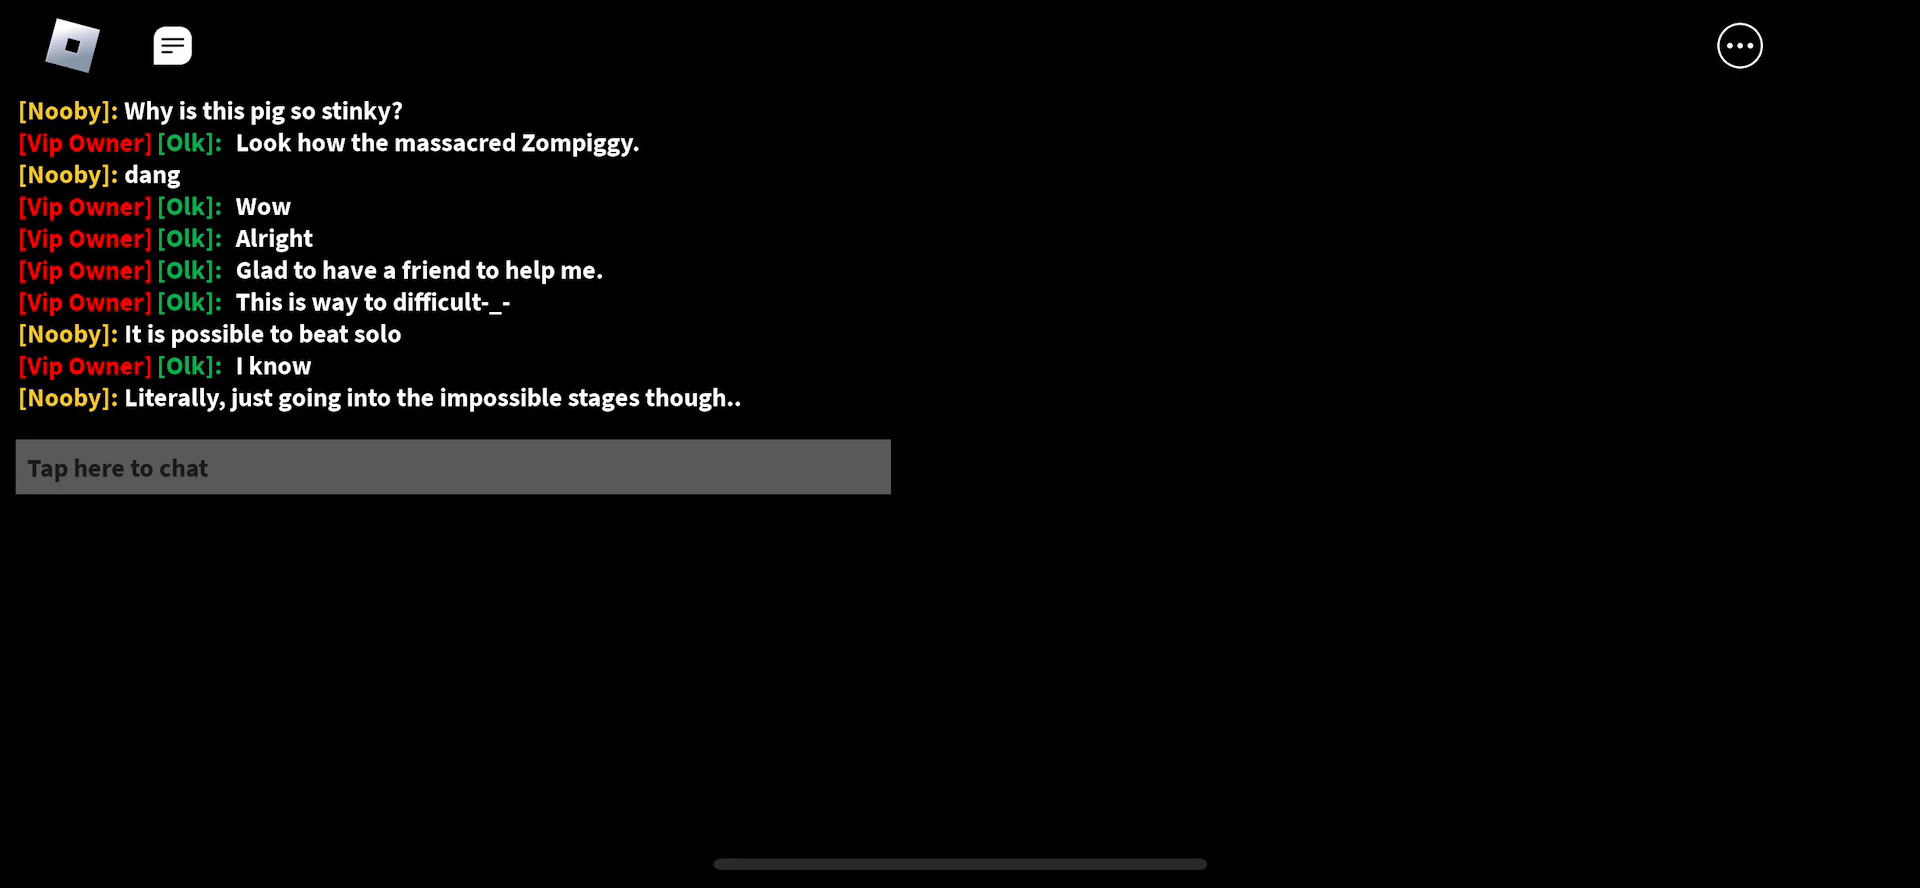 [Nooby]: Why is this pig so stinky?
[Vip Owner] [Olk]: Look how the massacred Zompiggy.
[Nooby]: dang
[Vip Owner] [Olk]: Wow
[Vip Owner] [Olk]: Alright
[Vip Owner] [Olk]: Glad to have a friend to help me.
[Vip Owner] [Olk]: This is way to difficult-_-
[Nooby]: It is possible to beat solo
[Vip Owner] [Olk]: I know
[Nooby]: Literally, just going into the impossible stages though..
Tap here to chat